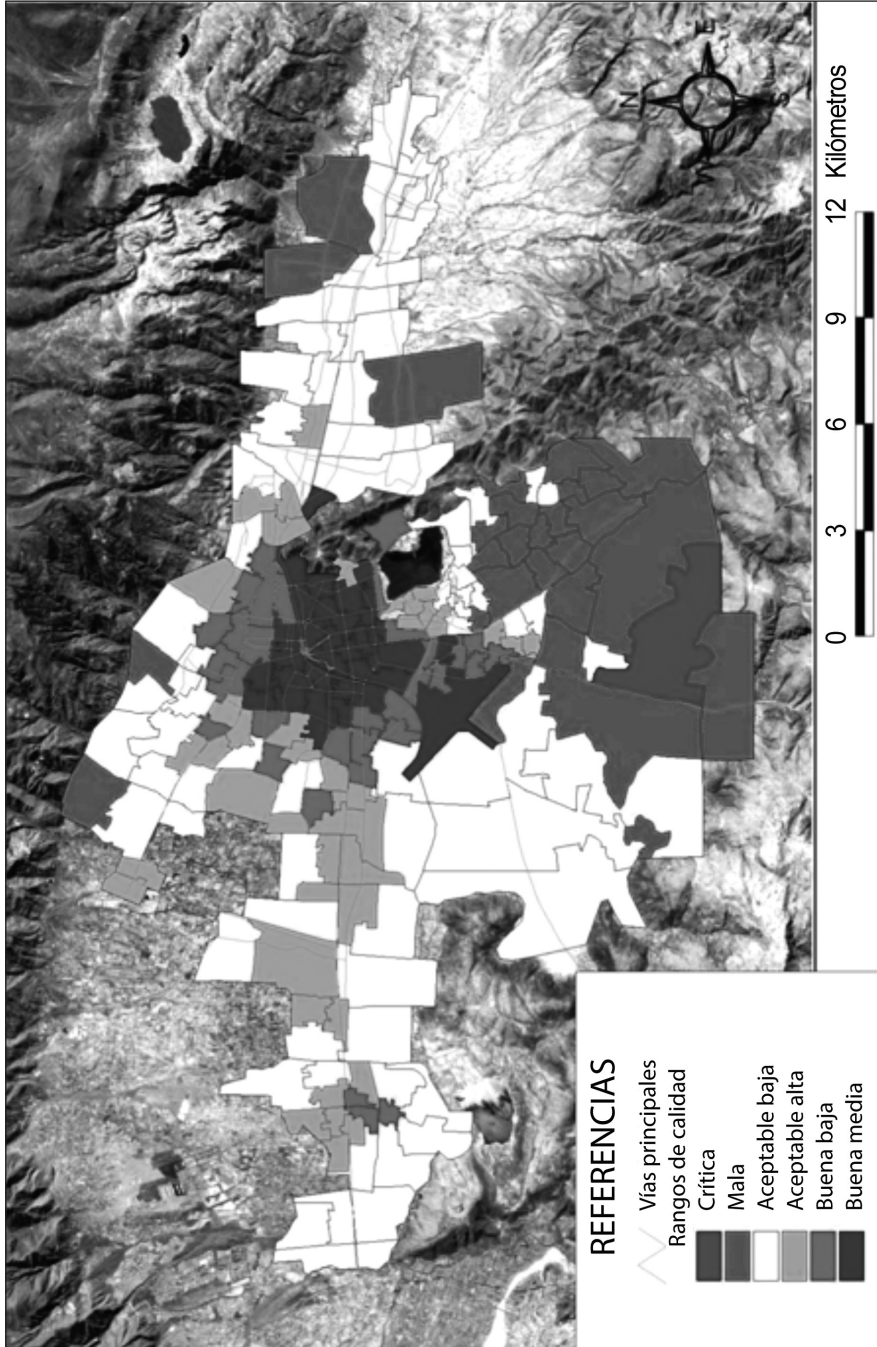 REFERENCIAS
Vías principales
Rangos de calidad
Crítica
Mala
Aceptable baja
Aceptable alta
Buena baja
Buena media
0 3 6 9 12 Kilómetros
N
E
S
W